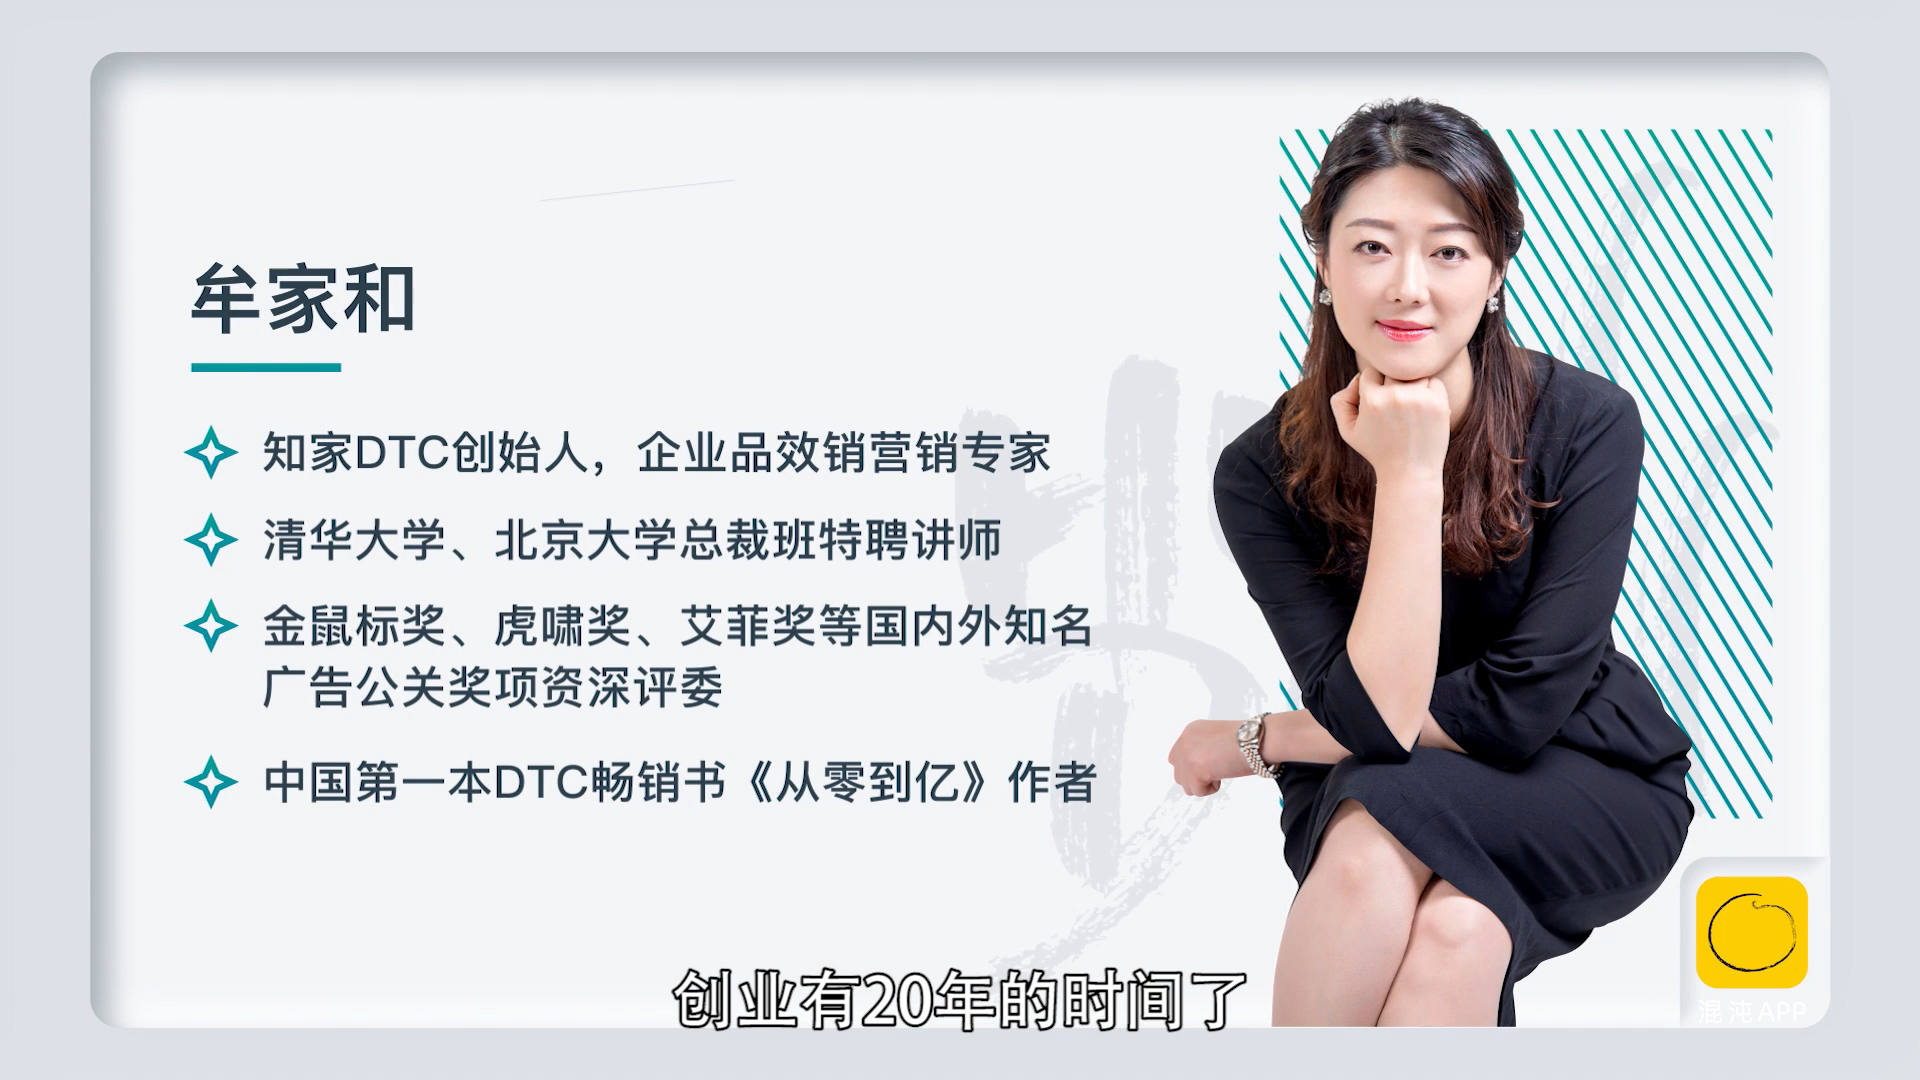 牟家和
知家DTC创始人，企业品效销营销专家
清华大学、北京大学总裁班特聘讲师
金鼠标奖、虎啸奖、艾菲奖等国内外知名
广告公关奖项资深评委
中国第一本DTC畅销书《从零到亿》作者
创业有20年的时间了
混沌APP